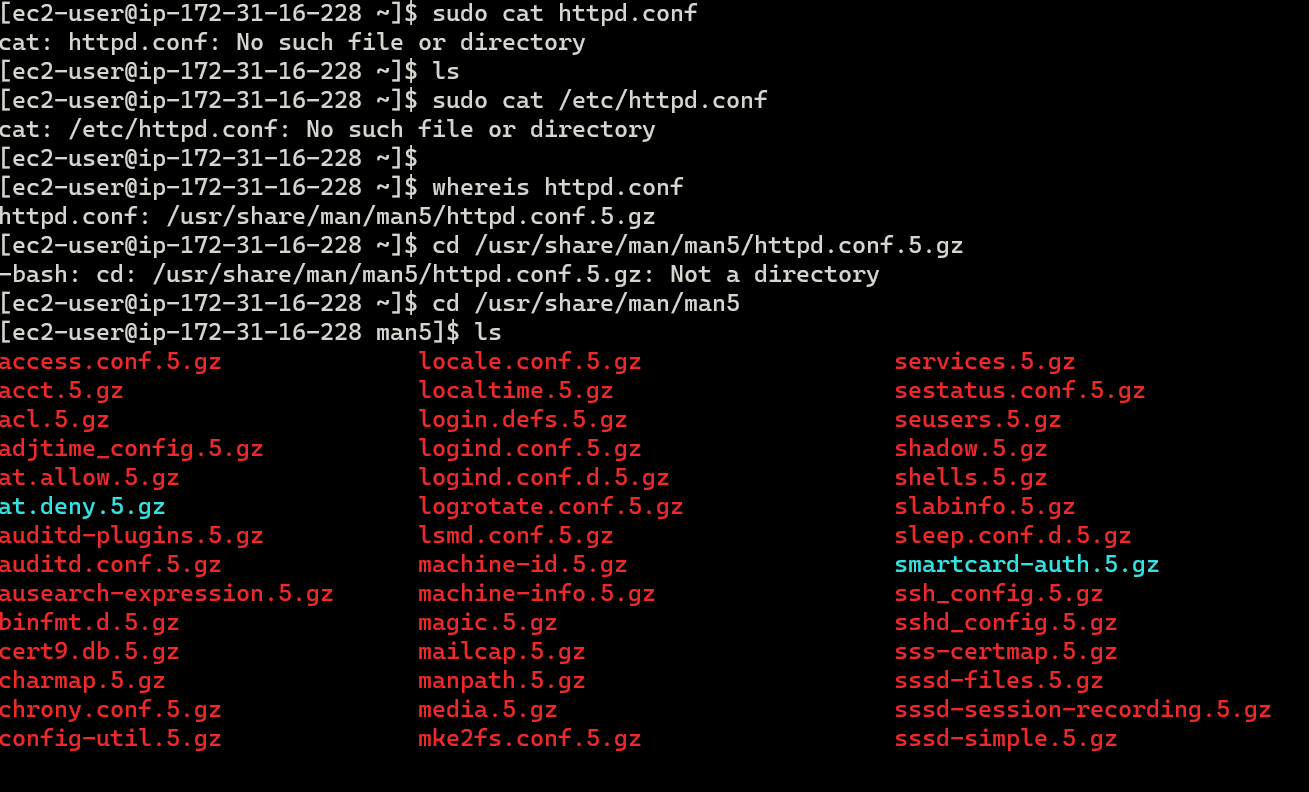 [ec2-user@ip-172-31-16-228 ~]$ sudo cat httpd.conf
cat: httpd.conf: No such file or directory
[ec2-user@ip-172-31-16-228 ~]$ ls
[ec2-user@ip-172-31-16-228 ~]$ sudo cat /etc/httpd.conf
cat: /etc/httpd.conf: No such file or directory
[ec2-user@ip-172-31-16-228 ~]$
[ec2-user@ip-172-31-16-228 ~]$ whereis httpd.conf
httpd.conf: /usr/share/man/man5/httpd.conf.5.gz
[ec2-user@ip-172-31-16-228 ~]$ cd /usr/share/man/man5/httpd.conf.5.gz
-bash: cd: /usr/share/man/man5/httpd.conf.5.gz: Not a directory
[ec2-user@ip-172-31-16-228 ~]$ cd /usr/share/man/man5
[ec2-user@ip-172-31-16-228 man5]$ ls
access.conf.5.gz locale.conf.5.gz services.5.gz
acct.5.gz localtime.5.gz sestatus.conf.5.gz
acl.5.gz login.defs.5.gz seusers.5.gz
adjtime_config.5.gz logind.conf.5.gz shadow.5.gz
at.allow.5.gz logind.conf.d.5.gz shells.5.gz
at.deny.5.gz logrotate.conf.5.gz slabinfo.5.gz
auditd-plugins.5.gz lsmd.conf.5.gz sleep.conf.d.5.gz
auditd.conf.5.gz machine-id.5.gz smartcard-auth.5.gz
ausearch-expression.5.gz machine-info.5.gz ssh_config.5.gz
binfmt.d.5.gz magic.5.gz sshd_config.5.gz
cert9.db.5.gz mailcap.5.gz sss-certmap.5.gz
charmap.5.gz manpath.5.gz sssd-files.5.gz
chrony.conf.5.gz media.5.gz sssd-session-recording.5.gz
config-util.5.gz mke2fs.conf.5.gz sssd-simple.5.gz